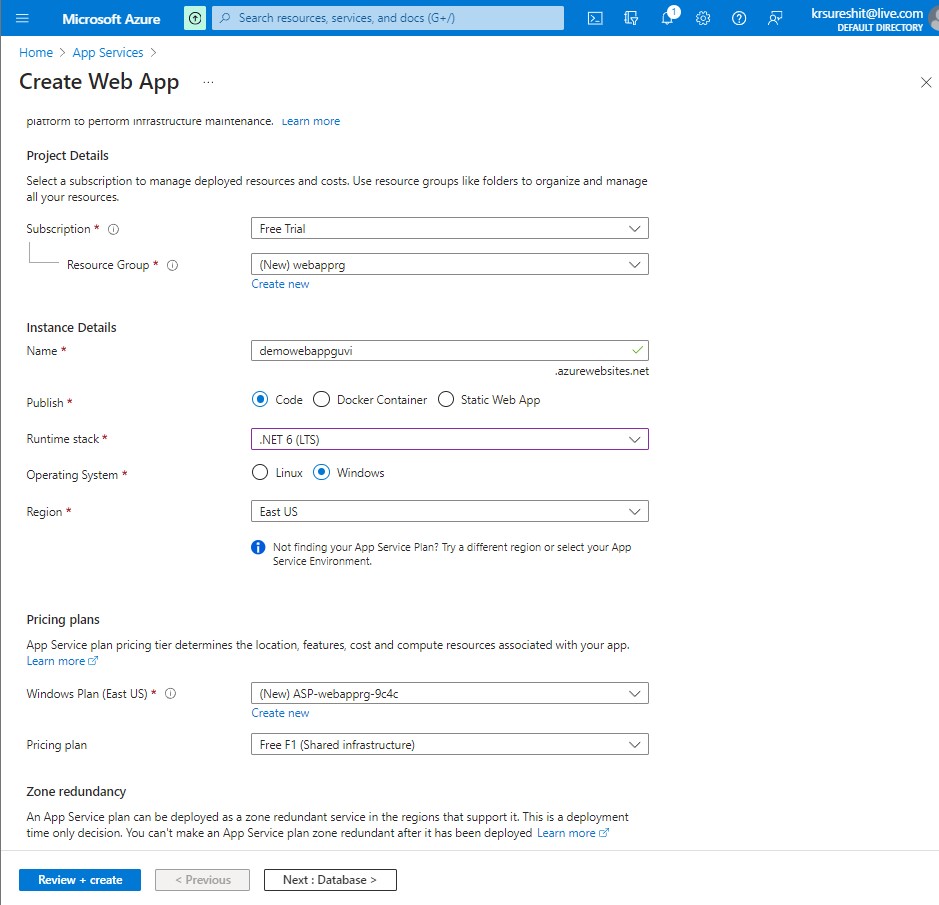 Microsoft Azure
Search resources, services, and docs (G+/)
1
krsureshit@live.com
DEFAULT DIRECTORY
Home > App Services >
Create Web App ...
platform to perform infrastructure maintenance. Learn more
Project Details
Select a subscription to manage deployed resources and costs. Use resource groups like folders to organize and manage
all your resources.
Subscription *
Free Trial
Resource Group *
(New) webapprg
Create new
Instance Details
Name *
demowebappguvi
.azurewebsites.net
Publish *
Code
Docker Container
Static Web App
Runtime stack *
.NET 6 (LTS)
Operating System *
Linux
Windows
Region *
East US
Not finding your App Service Plan? Try a different region or select your App
Service Environment.
Pricing plans
App Service plan pricing tier determines the location, features, cost and compute resources associated with your app.
Learn more
Windows Plan (East US) *
(New) ASP-webapprg-9c4c
Create new
Pricing plan
Free F1 (Shared infrastructure)
Zone redundancy
An App Service plan can be deployed as a zone redundant service in the regions that support it. This is a deployment
time only decision. You can't make an App Service plan zone redundant after it has been deployed Learn more
Review + create
< Previous
Next : Database >